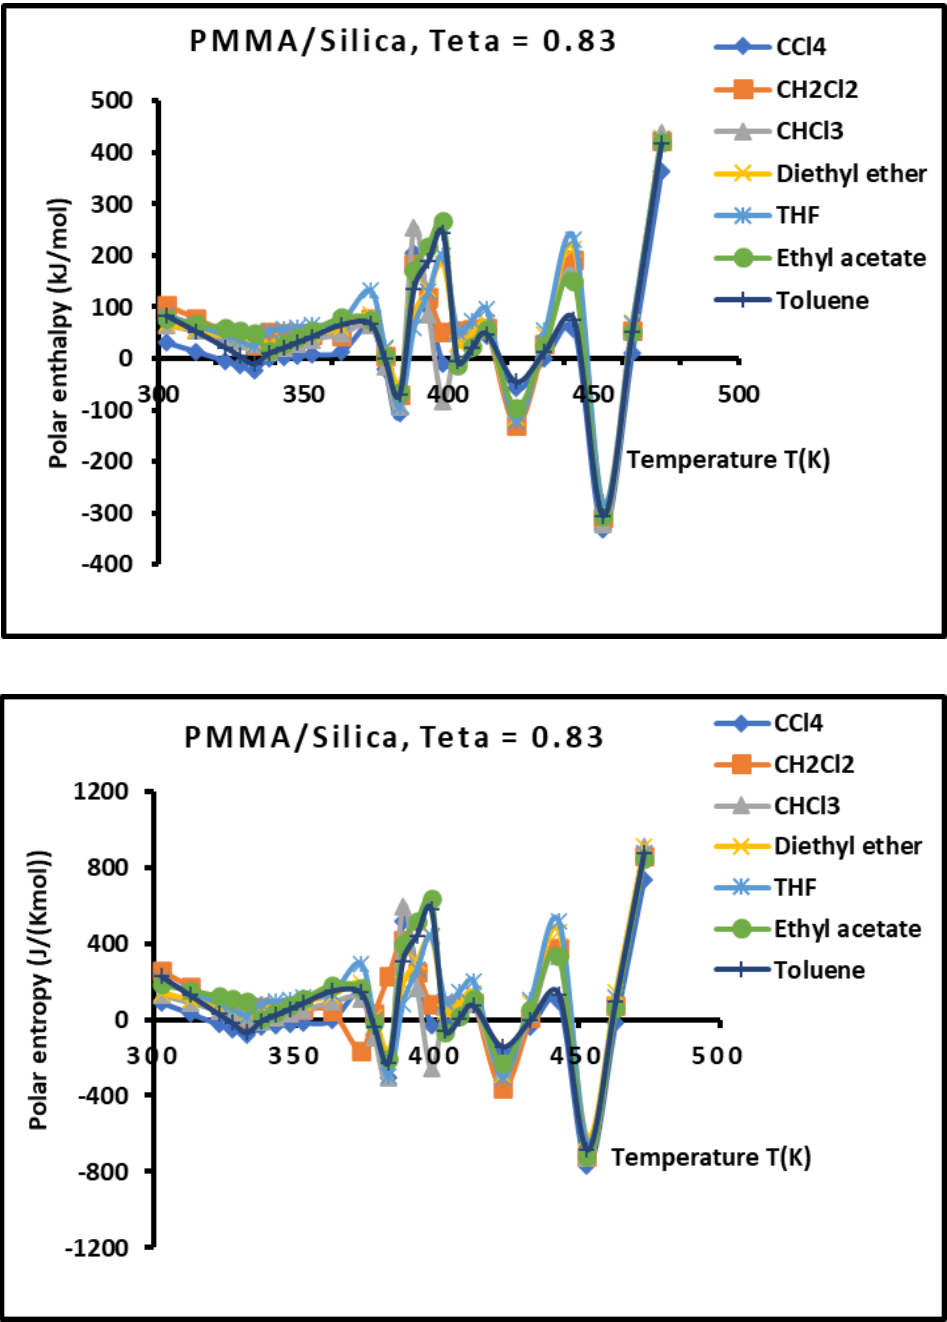 PMMA/Silica, Teta = 0.83
CCl4
CH2Cl2
CHCl3
Diethyl ether
THF
Ethyl acetate
Toluene
Polar enthalpy (kJ/mol)
500
400
300
200
100
0
-100
-200
-300
-400
300
350
400
450
500
Temperature T(K)
PMMA/Silica, Teta = 0.83
CCl4
CH2Cl2
CHCl3
Diethyl ether
THF
Ethyl acetate
Toluene
Polar entropy (J/(Kmol))
1200
800
400
0
-400
-800
-1200
300
350
400
450
500
Temperature T(K)